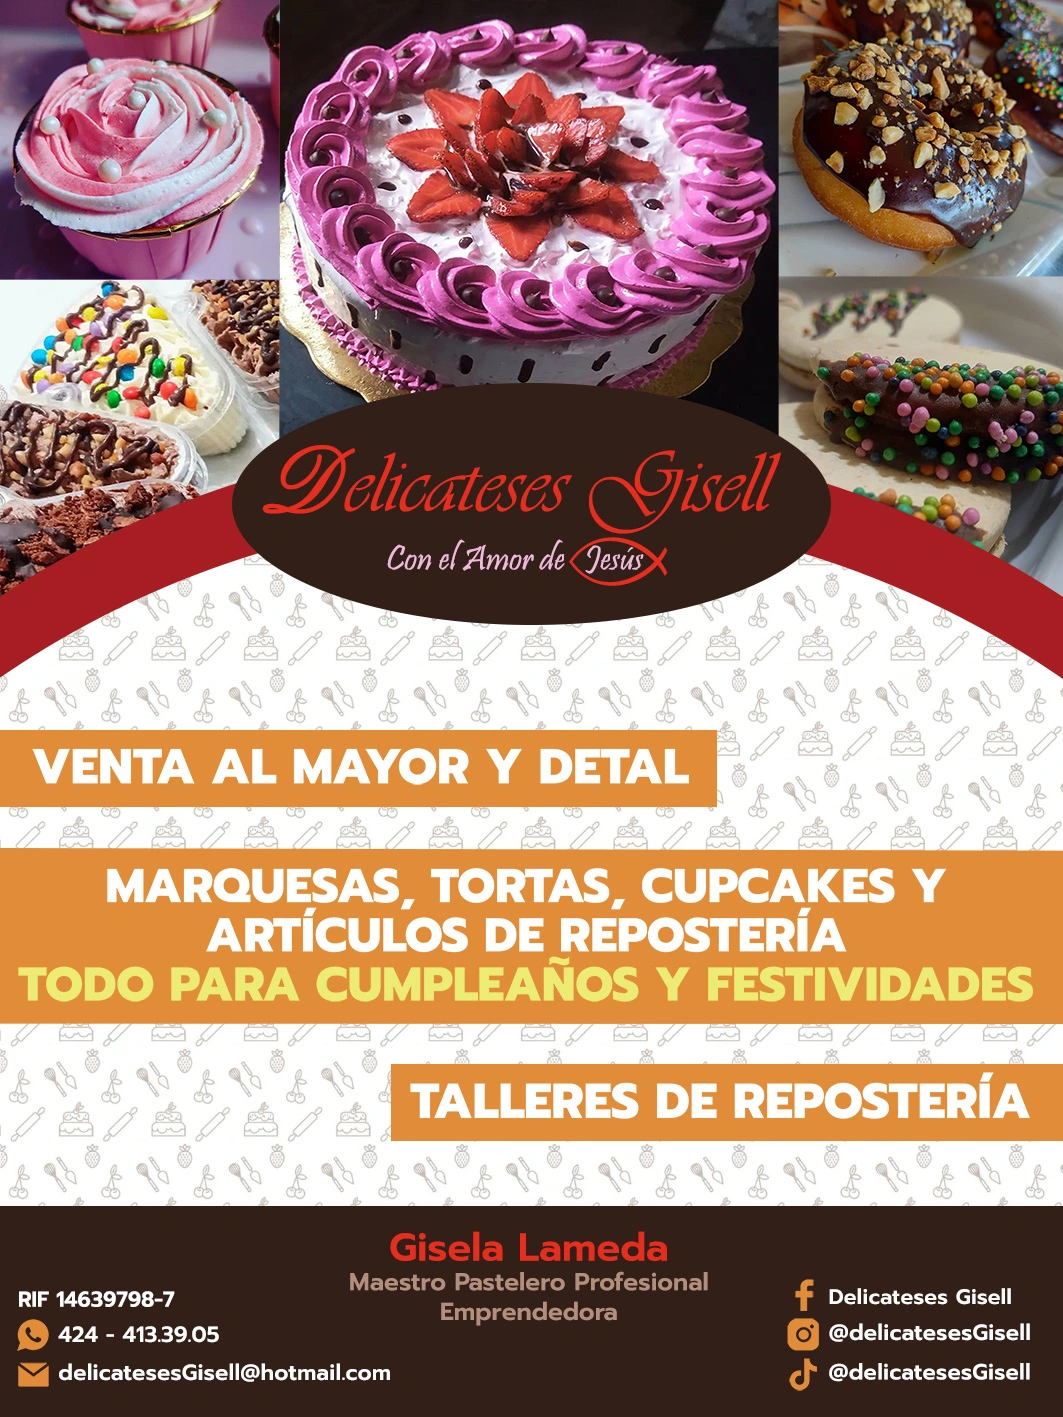 Delicateses Gisell
Con el Amor de Jesús
VENTA AL MAYOR Y DETAL
MARQUESAS, TORTAS, CUPCAKES Y
ARTÍCULOS DE REPOSTERÍA
TODO PARA CUMPLEAÑOS Y FESTIVIDADES
TALLERES DE REPOSTERÍA
Gisela Lameda
Maestro Pastelero Profesional
Emprendedora
RIF 14639798-7
424 - 413.39.05
delicatesesGisell@hotmail.com
Delicateses Gisell
@delicatesesGisell
@delicatesesGisell